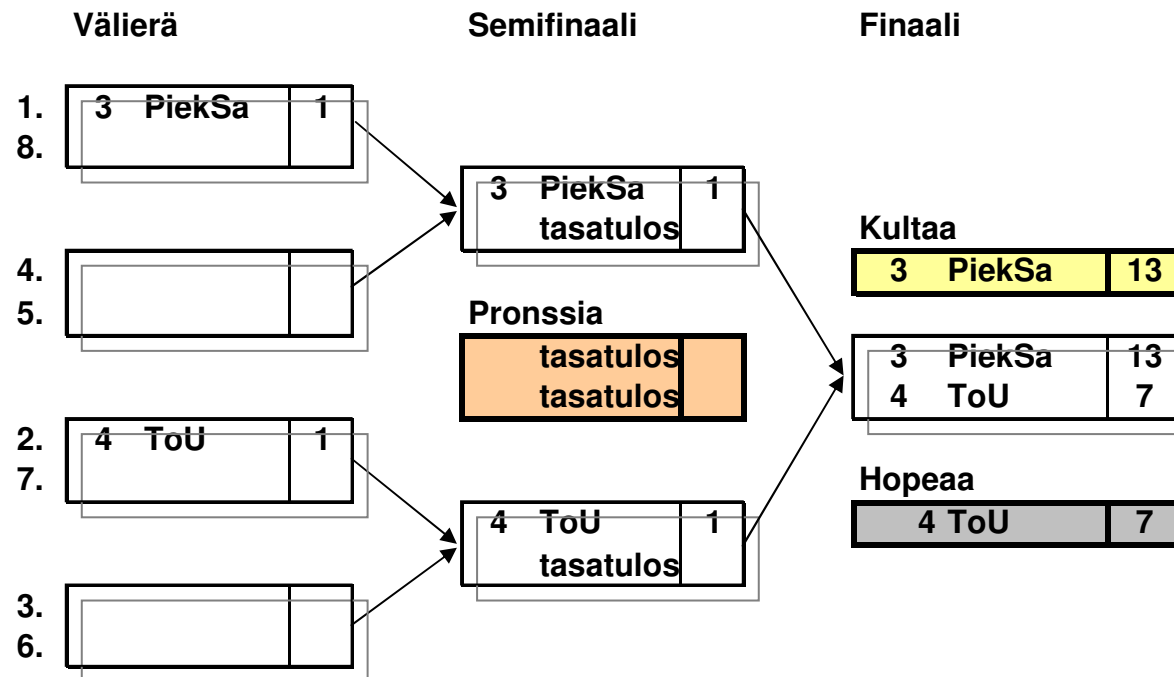 Välierä Semifinaali Finaali
1. 3 PiekSa 1
8.
3 PiekSa 1
tasatulos
Kultaa
3 PiekSa 13
4.
5.
Pronssia
tasatulos
tasatulos
3 PiekSa 13
4 ToU 7
2. 4 ToU 1
7.
Hopeaa
4 ToU 7
4 ToU 1
tasatulos
3.
6.